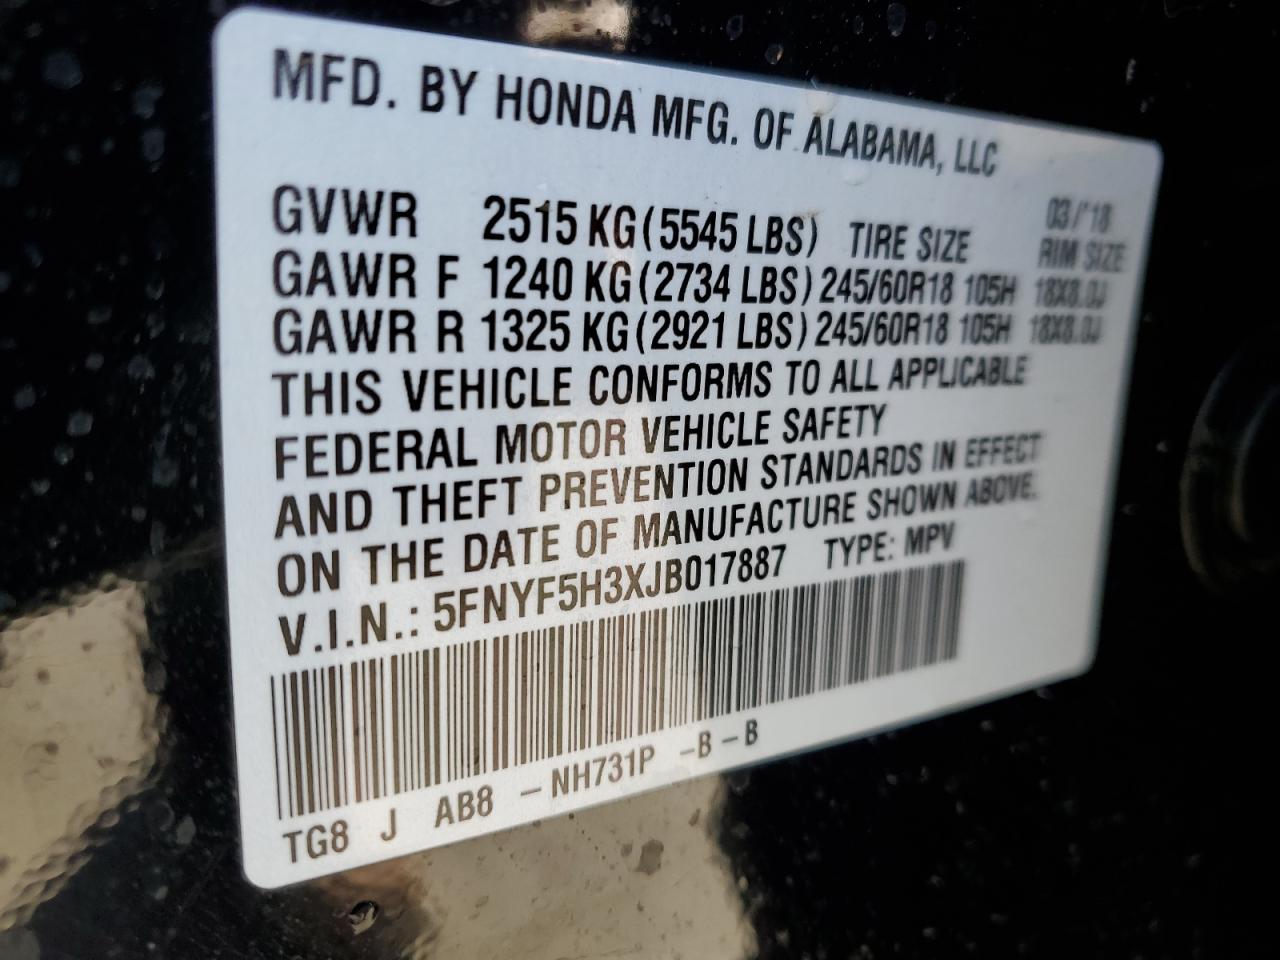 MFD. BY HONDA MFG. OF ALABAMA, LLC
03/'18
GVWR 2515 KG (5545 LBS) TIRE SIZE RIM SIZE
GAWR F 1240 KG (2734 LBS) 245/60R18 105H 18X8.0J
GAWR R 1325 KG (2921 LBS) 245/60R18 105H 18X8.0J
THIS VEHICLE CONFORMS TO ALL APPLICABLE
FEDERAL MOTOR VEHICLE SAFETY
AND THEFT PREVENTION STANDARDS IN EFFECT
ON THE DATE OF MANUFACTURE SHOWN ABOVE.
V.I.N.: 5FNYF5H3XJB017887 TYPE: MPV
TG8 J AB8 -NH731P -B-B